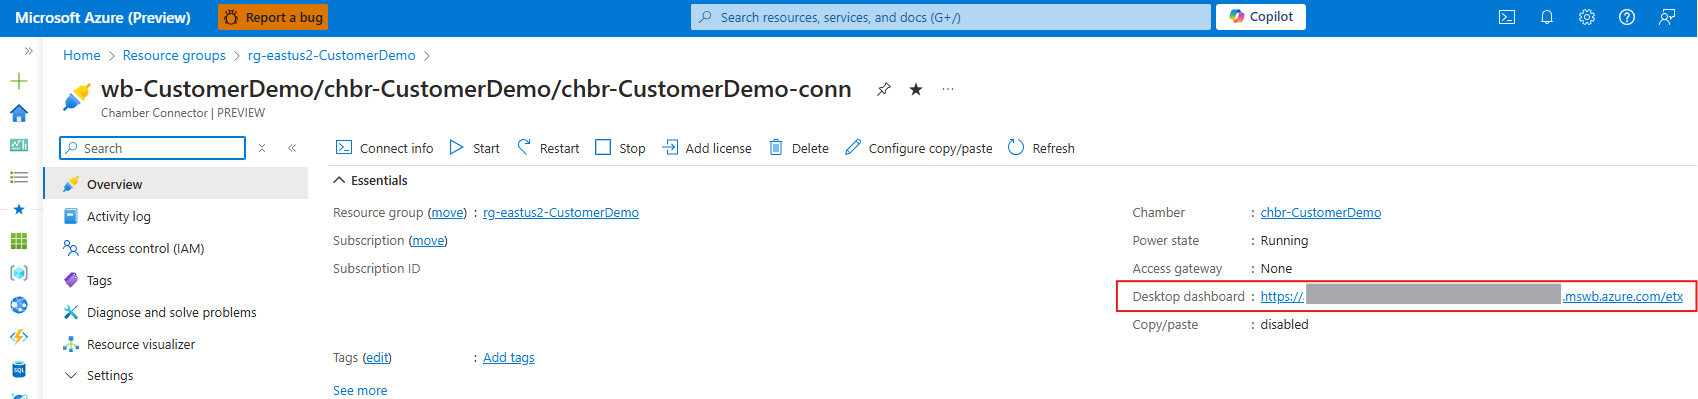 Microsoft Azure (Preview)
Report a bug
Search resources, services, and docs (G+/)
Copilot
Home > Resource groups > rg-eastus2-CustomerDemo >
wb-CustomerDemo/chbr-CustomerDemo/chbr-CustomerDemo-conn
Chamber Connector | PREVIEW
Search
Connect info
Start
Restart
Stop
Add license
Delete
Configure copy/paste
Refresh
Overview
Activity log
Access control (IAM)
Tags
Diagnose and solve problems
Resource visualizer
Settings
Essentials
Resource group (move) : rg-eastus2-CustomerDemo
Subscription (move)
Subscription ID
Tags (edit) : Add tags
See more
Chamber : chbr-CustomerDemo
Power state : Running
Access gateway : None
Desktop dashboard : https:// .mswb.azure.com/etx
Copy/paste : disabled
SQL